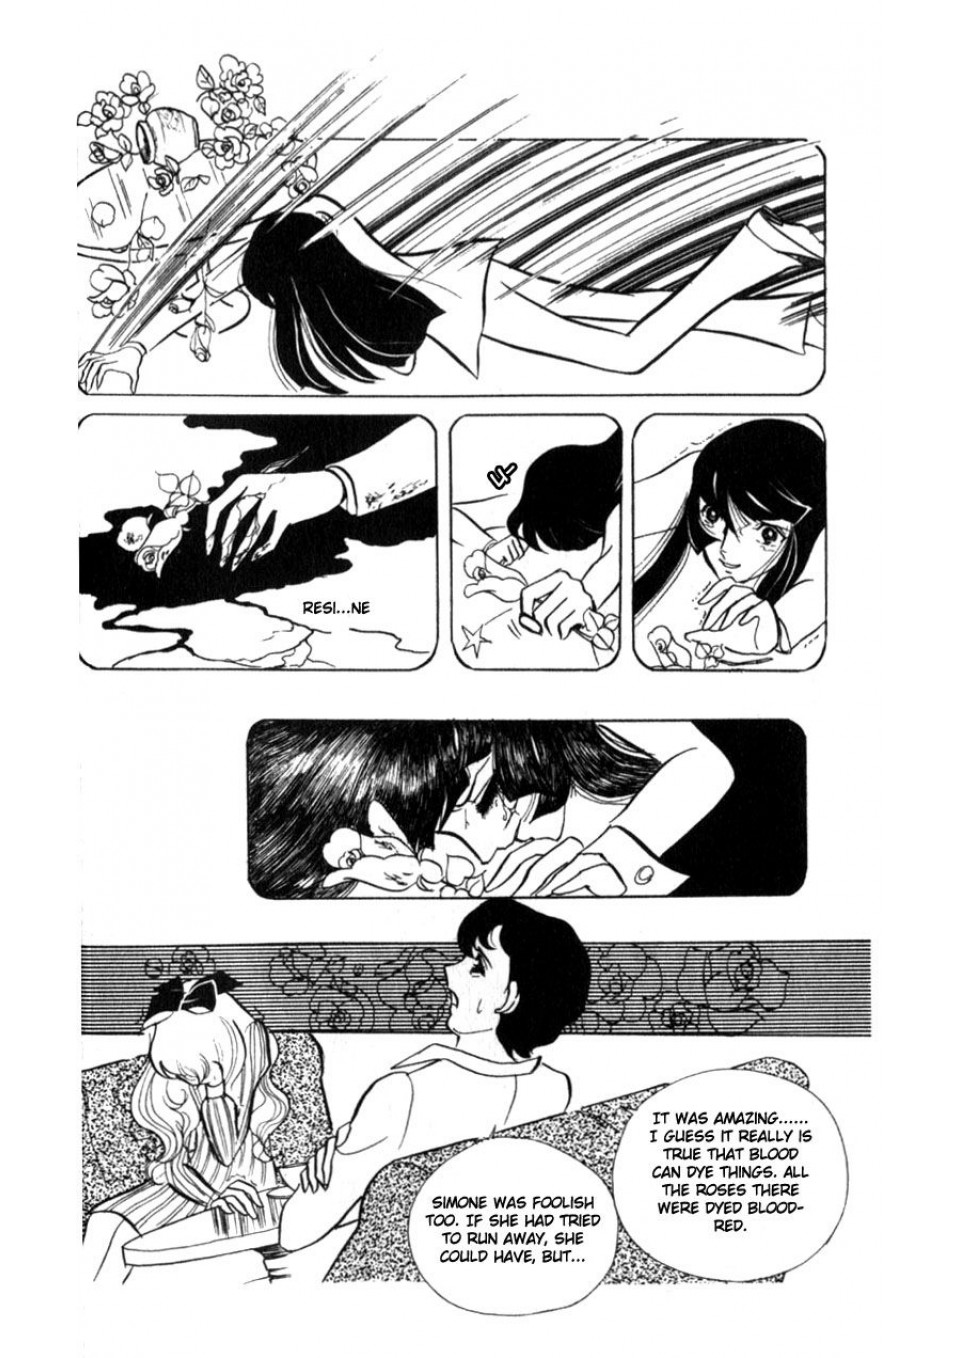 RESI...NE
IT WAS AMAZING......
I GUESS IT REALLY IS
TRUE THAT BLOOD
CAN DYE THINGS. ALL
THE ROSES THERE
WERE DYED BLOOD-
RED.
SIMONE WAS FOOLISH
TOO. IF SHE HAD TRIED
TO RUN AWAY, SHE
COULD HAVE, BUT...